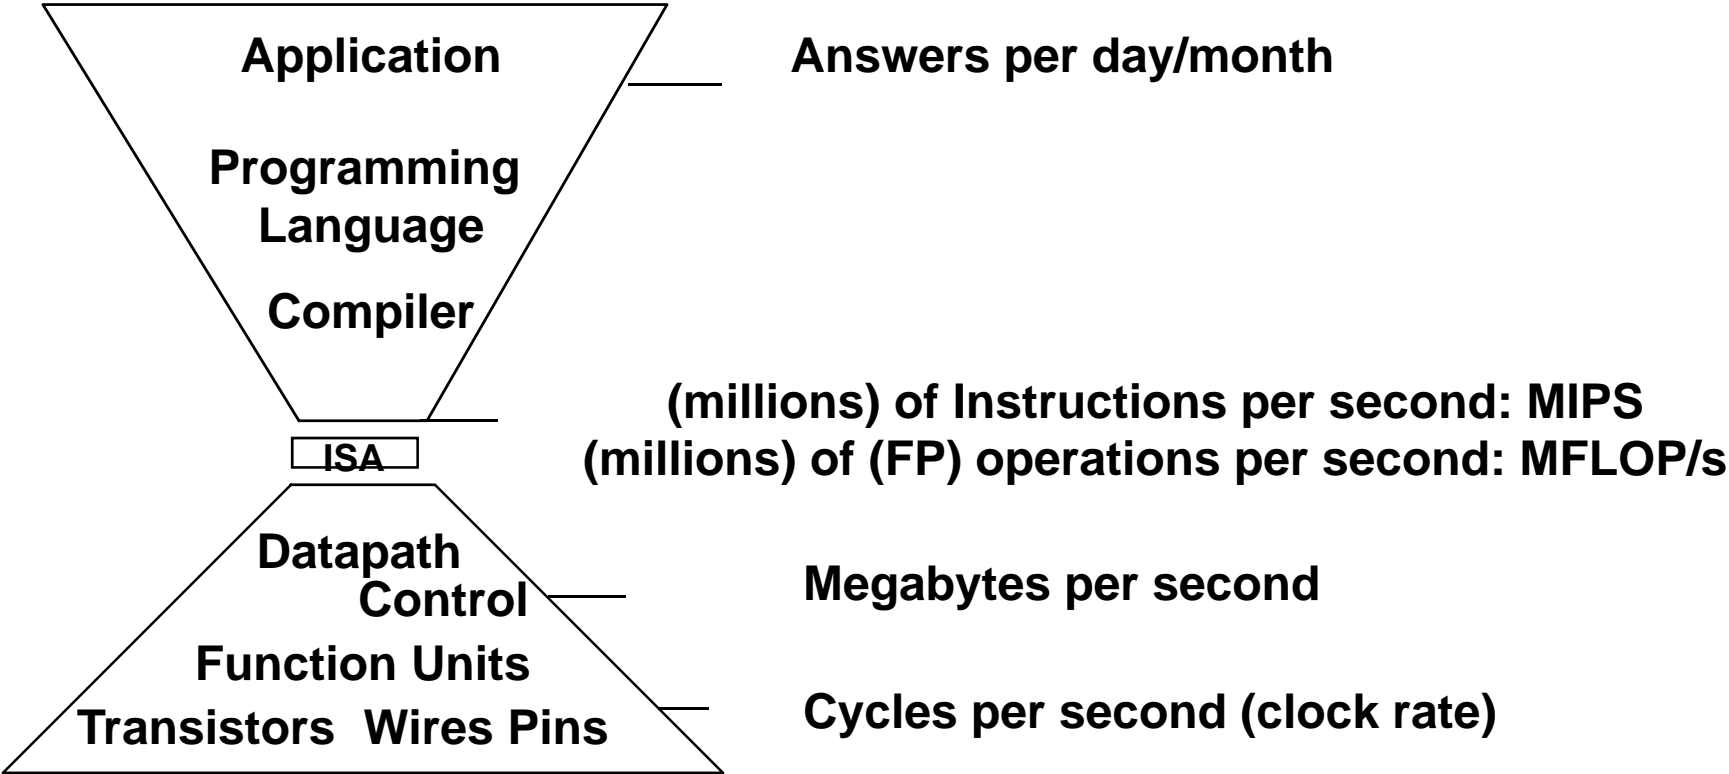 Application
Answers per day/month
Programming
Language
Compiler
(millions) of Instructions per second: MIPS
ISA
(millions) of (FP) operations per second: MFLOP/s
Datapath
Control
Megabytes per second
Function Units
Transistors Wires Pins
Cycles per second (clock rate)